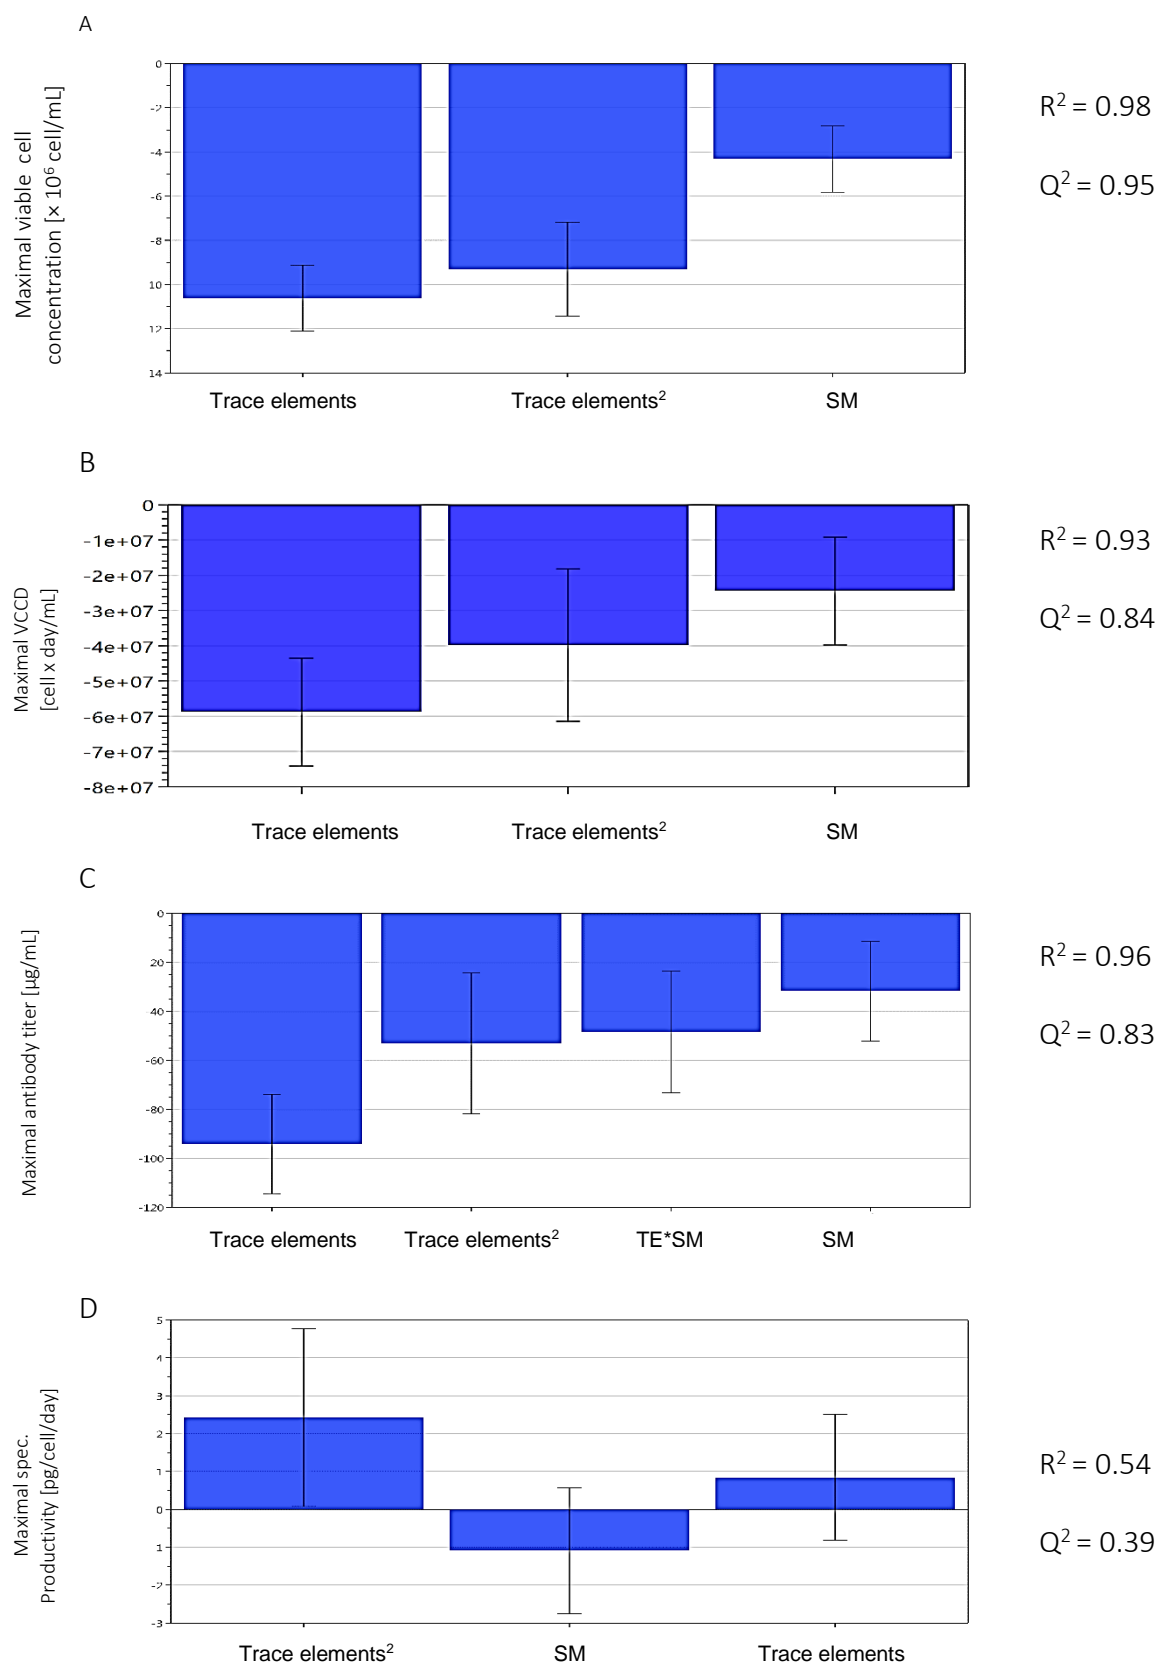 A
Maximal viable cell
concentration [× 10⁶ cell/mL]
0
-2
-4
-6
-8
10
12
14
Trace elements Trace elements² SM
R² = 0.98
Q² = 0.95
B
Maximal VCCD
[cell x day/mL]
0
-1e+07
-2e+07
-3e+07
-4e+07
-5e+07
-6e+07
-7e+07
-8e+07
Trace elements Trace elements² SM
R² = 0.93
Q² = 0.84
C
Maximal antibody titer [µg/mL]
0
20
40
-60
-80
-100
-120
Trace elements Trace elements² TE*SM SM
R² = 0.96
Q² = 0.83
D
Maximal spec.
Productivity [pg/cell/day]
5
4
3
2
1
0
1
-2
-3
Trace elements² SM Trace elements
R² = 0.54
Q² = 0.39